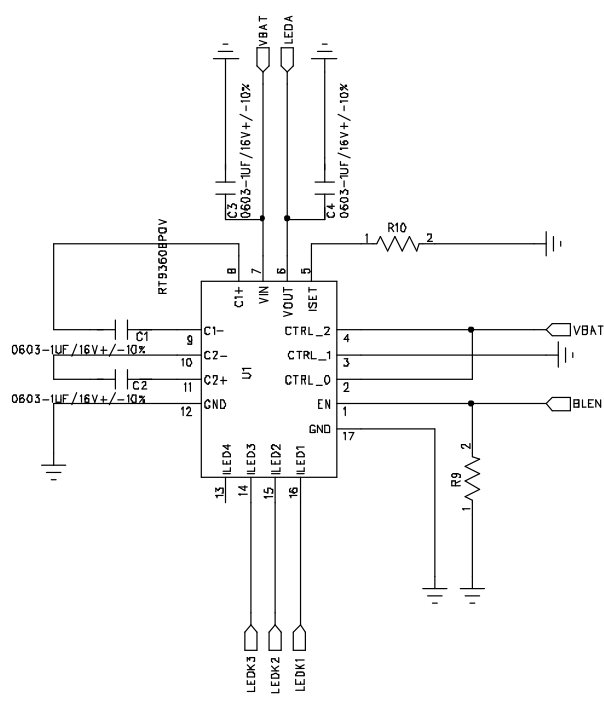 VBAT
LEDA
C3
0603-1UF/16V+/-10%
C4
0603-1UF/16V+/-10%
RT9360BPQV
R10
1
2
8
7
6
5
C1+
VIN
VOUT
ISET
C1
9
C1-
CTRL_2
4
VBAT
0603-1UF/16V+/-10%
10
C2-
CTRL_1
3
C2
11
C2+
U1
CTRL_0
2
0603-1UF/16V+/-10%
12
GND
EN
1
BLEN
GND
17
R9
2
1
ILED4
ILED3
ILED2
ILED1
13
14
15
16
LEDK3
LEDK2
LEDK1